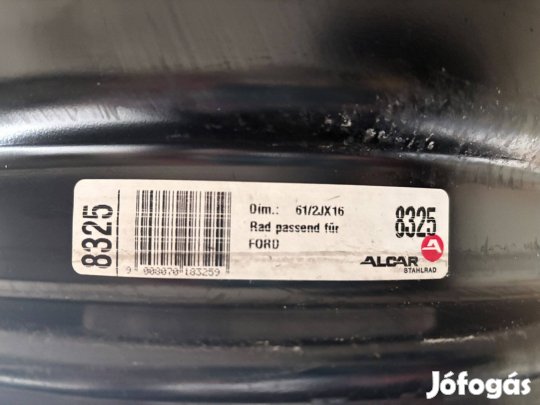 8325
9 008070 183259
Dim.: 61/2JX16
Rad passend für
FORD
8325
A
ALCAR
STAHLRAD
Jófogás